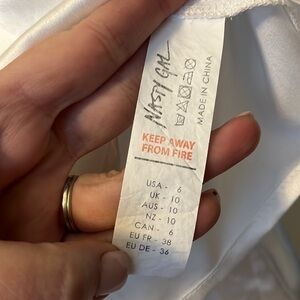 NASTY GAL
MADE IN CHINA
KEEP AWAY
FROM FIRE
USA - 6
UK - 10
AUS - 10
NZ - 10
CAN - 6
EU FR - 38
EU DE - 36